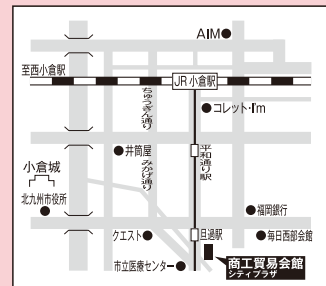 AIM
至西小倉駅
JR 小倉駅
ちゅうぎん通り
コレット・I'm
平和通り駅
井筒屋
みかげ通り
小倉城
北九州市役所
福岡銀行
クエスト
旦過駅
毎日西部会館
商工貿易会館
シティプラザ
市立医療センター